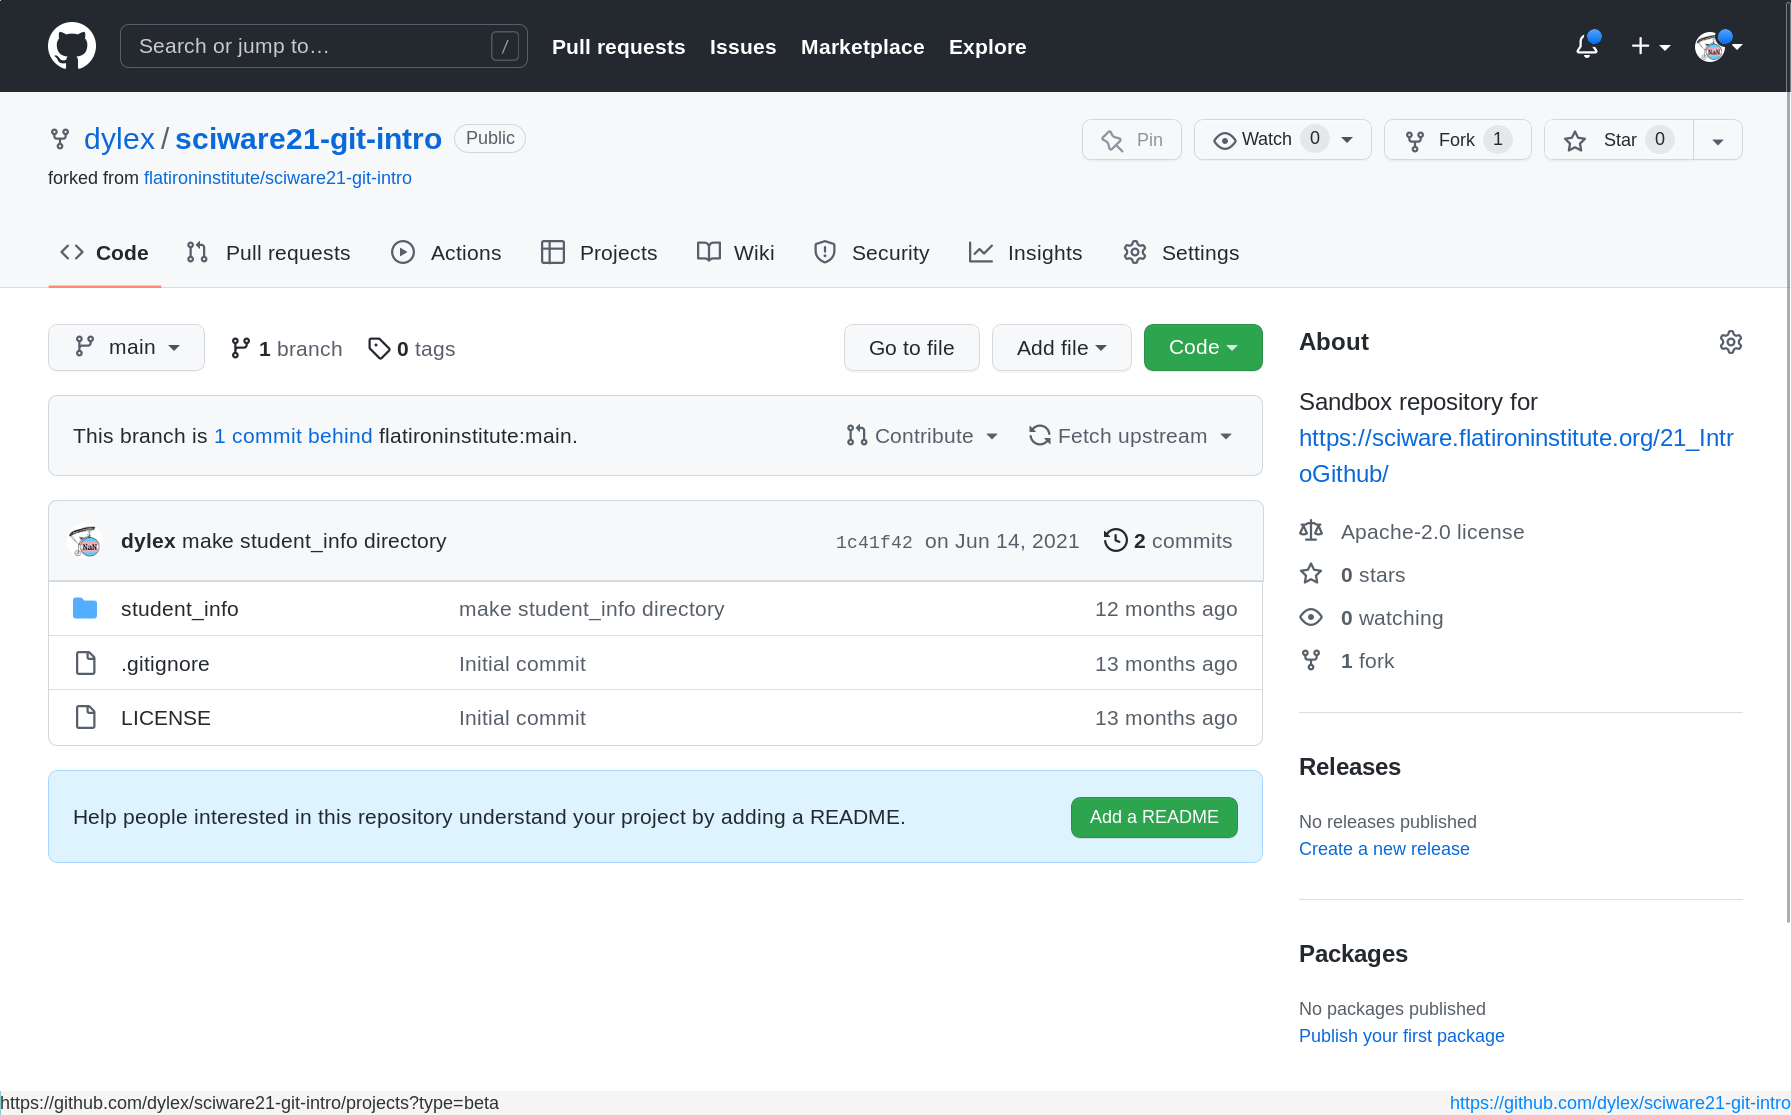 Search or jump to… /
Pull requests Issues Marketplace Explore
dylex / sciware21-git-intro Public
Pin Watch 0 Fork 1 Star 0
forked from flatironinstitute/sciware21-git-intro
Code Pull requests Actions Projects Wiki Security Insights Settings
main 1 branch 0 tags Go to file Add file Code
This branch is 1 commit behind flatironinstitute:main. Contribute Fetch upstream
dylex make student_info directory 1c41f42 on Jun 14, 2021 2 commits
student_info make student_info directory 12 months ago
.gitignore Initial commit 13 months ago
LICENSE Initial commit 13 months ago
Help people interested in this repository understand your project by adding a README. Add a README
About
Sandbox repository for
https://sciware.flatironinstitute.org/21_Intr
oGithub/
Apache-2.0 license
0 stars
0 watching
1 fork
Releases
No releases published
Create a new release
Packages
No packages published
Publish your first package
https://github.com/dylex/sciware21-git-intro/projects?type=beta https://github.com/dylex/sciware21-git-intro